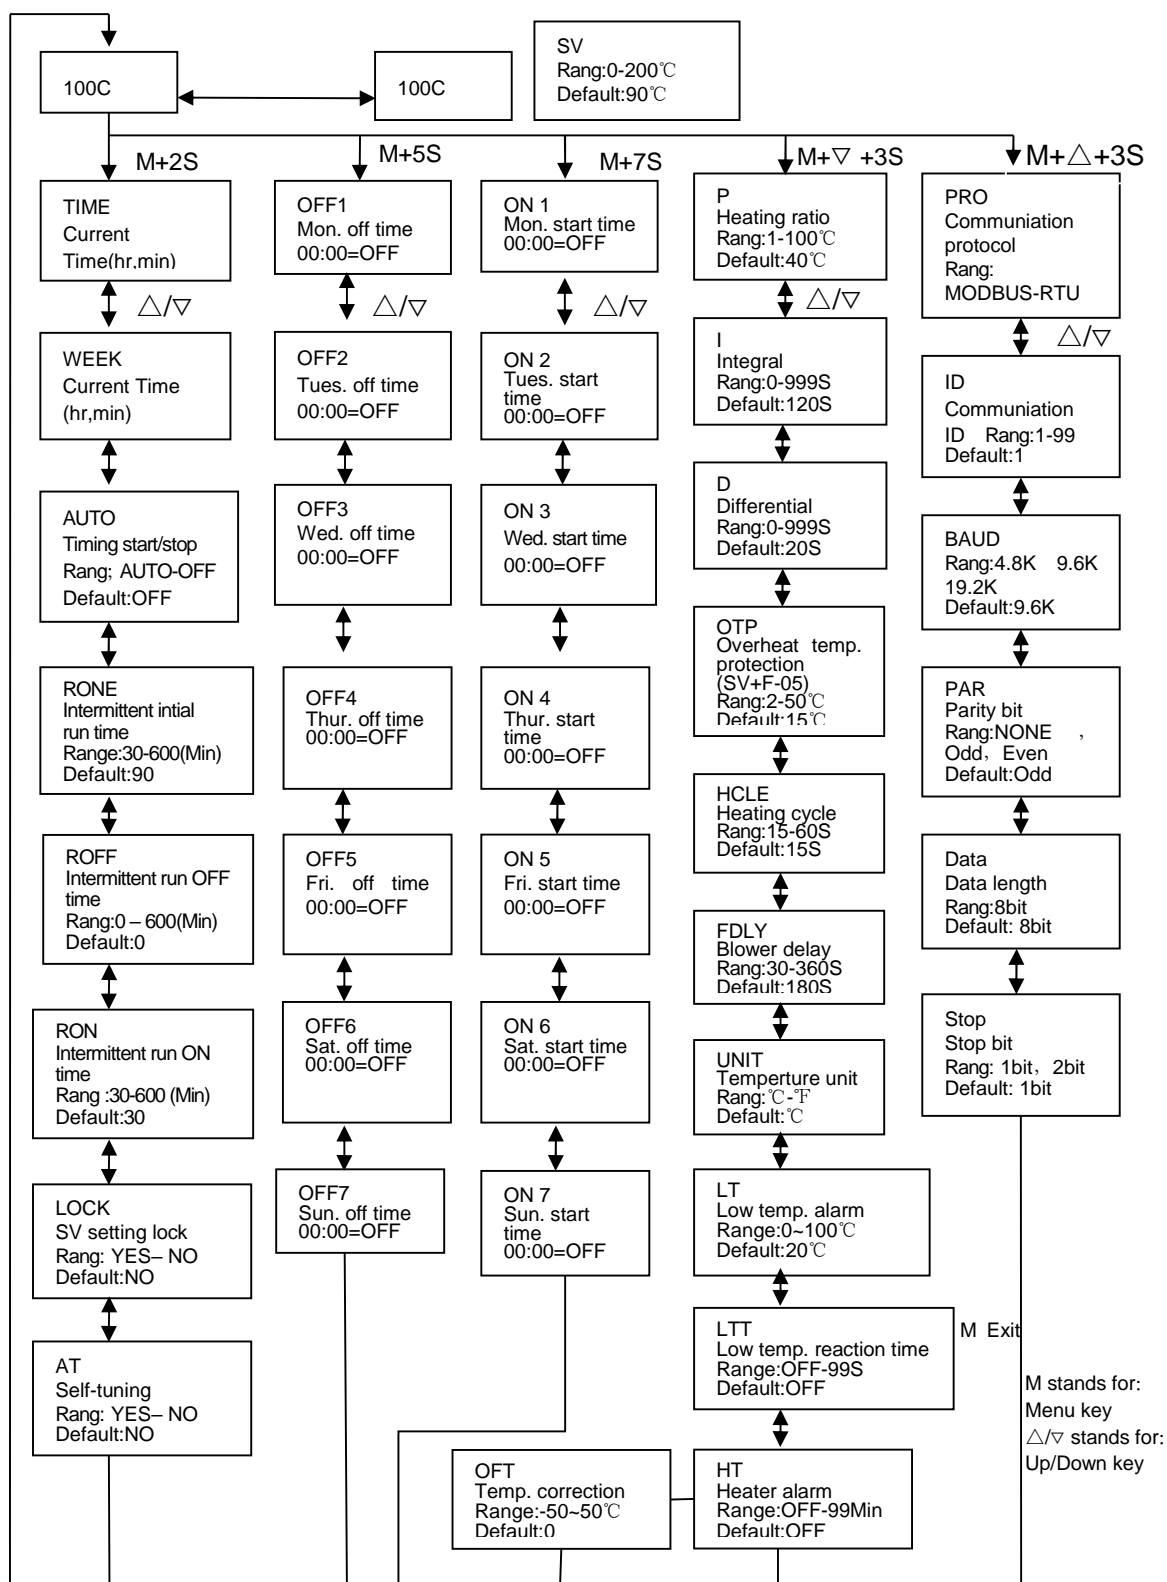 100C
100C
SV
Rang:0-200℃
Default:90℃
M+2S
M+5S
M+7S
M+▽ +3S
M+△+3S
TIME
Current
Time(hr,min)
△/▽
WEEK
Current Time
(hr,min)
AUTO
Timing start/stop
Rang; AUTO-OFF
Default:OFF
RONE
Intermittent intial
run time
Range:30-600(Min)
Default:90
ROFF
Intermittent run OFF
time
Rang:0－600(Min)
Default:0
RON
Intermittent run ON
time
Rang :30-600 (Min)
Default:30
LOCK
SV setting lock
Rang: YES– NO
Default:NO
AT
Self-tuning
Rang: YES– NO
Default:NO
OFF1
Mon. off time
00:00=OFF
△/▽
OFF2
Tues. off time
00:00=OFF
OFF3
Wed. off time
00:00=OFF
OFF4
Thur. off time
00:00=OFF
OFF5
Fri. off time
00:00=OFF
OFF6
Sat. off time
00:00=OFF
OFF7
Sun. off time
00:00=OFF
ON 1
Mon. start time
00:00=OFF
△/▽
ON 2
Tues. start
time
00:00=OFF
ON 3
Wed. start time
00:00=OFF
ON 4
Thur. start
time
00:00=OFF
ON 5
Fri. start time
00:00=OFF
ON 6
Sat. start time
00:00=OFF
ON 7
Sun. start
time
00:00=OFF
P
Heating ratio
Rang:1-100℃
Default:40℃
△/▽
I
Integral
Rang:0-999S
Default:120S
D
Differential
Rang:0-999S
Default:20S
OTP
Overheat temp.
protection
(SV+F-05)
Rang:2-50℃
Default:15℃
HCLE
Heating cycle
Rang:15-60S
Default:15S
FDLY
Blower delay
Rang:30-360S
Default:180S
UNIT
Temperture unit
Rang:℃-℉
Default:℃
LT
Low temp. alarm
Range:0~100℃
Default:20℃
LTT
Low temp. reaction time
Range:OFF-99S
Default:OFF
HT
Heater alarm
Range:OFF-99Min
Default:OFF
OFT
Temp. correction
Range:-50~50℃
Default:0
PRO
Communiation
protocol
Rang:
MODBUS-RTU
△/▽
ID
Communiation
ID Rang:1-99
Default:1
BAUD
Rang:4.8K 9.6K
19.2K
Default:9.6K
PAR
Parity bit
Rang:NONE ，
Odd，Even
Default:Odd
Data
Data length
Rang:8bit
Default: 8bit
Stop
Stop bit
Rang: 1bit，2bit
Default: 1bit
M Exit
M stands for:
Menu key
△/▽ stands for:
Up/Down key